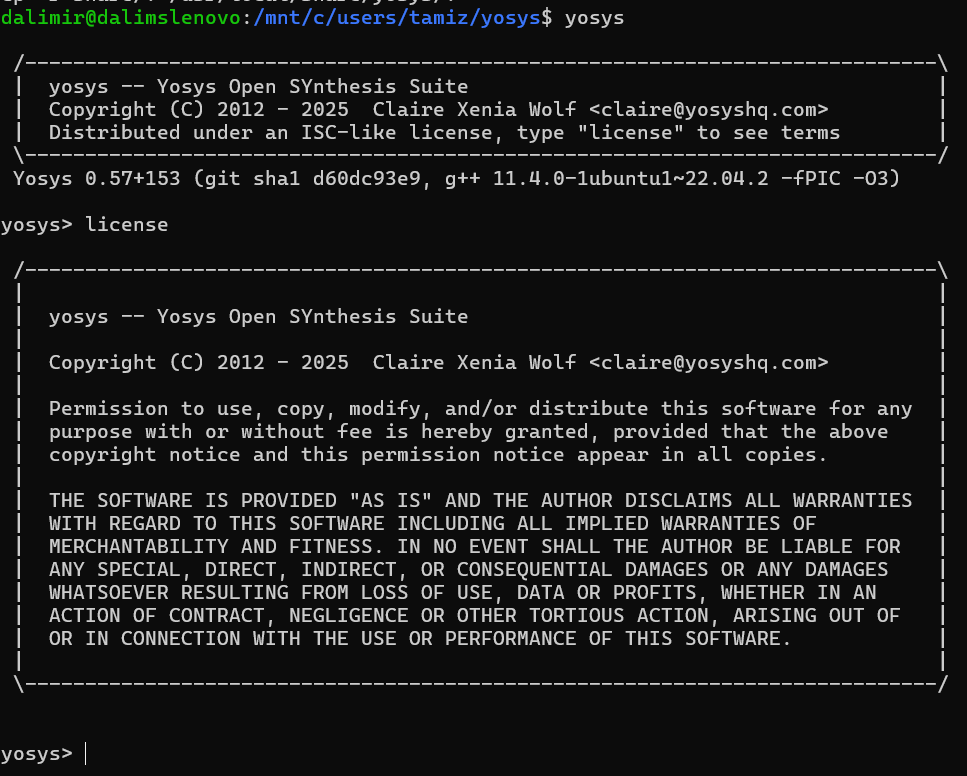 dalimir@dalimslenovo:/mnt/c/users/tamiz/yosys$ yosys
/----------------------------------------------------------------------------\
|  yosys -- Yosys Open SYnthesis Suite                                       |
|  Copyright (C) 2012 - 2025  Claire Xenia Wolf <claire@yosyshq.com>         |
|  Distributed under an ISC-like license, type "license" to see terms        |
\----------------------------------------------------------------------------/
Yosys 0.57+153 (git sha1 d60dc93e9, g++ 11.4.0-1ubuntu1~22.04.2 -fPIC -O3)
yosys> license
/----------------------------------------------------------------------------\
|                                                                            |
|  yosys -- Yosys Open SYnthesis Suite                                       |
|                                                                            |
|  Copyright (C) 2012 - 2025  Claire Xenia Wolf <claire@yosyshq.com>         |
|                                                                            |
|  Permission to use, copy, modify, and/or distribute this software for any  |
|  purpose with or without fee is hereby granted, provided that the above    |
|  copyright notice and this permission notice appear in all copies.         |
|                                                                            |
|  THE SOFTWARE IS PROVIDED "AS IS" AND THE AUTHOR DISCLAIMS ALL WARRANTIES  |
|  WITH REGARD TO THIS SOFTWARE INCLUDING ALL IMPLIED WARRANTIES OF          |
|  MERCHANTABILITY AND FITNESS. IN NO EVENT SHALL THE AUTHOR BE LIABLE FOR   |
|  ANY SPECIAL, DIRECT, INDIRECT, OR CONSEQUENTIAL DAMAGES OR ANY DAMAGES    |
|  WHATSOEVER RESULTING FROM LOSS OF USE, DATA OR PROFITS, WHETHER IN AN     |
|  ACTION OF CONTRACT, NEGLIGENCE OR OTHER TORTIOUS ACTION, ARISING OUT OF   |
|  OR IN CONNECTION WITH THE USE OR PERFORMANCE OF THIS SOFTWARE.            |
|                                                                            |
\----------------------------------------------------------------------------/
yosys>